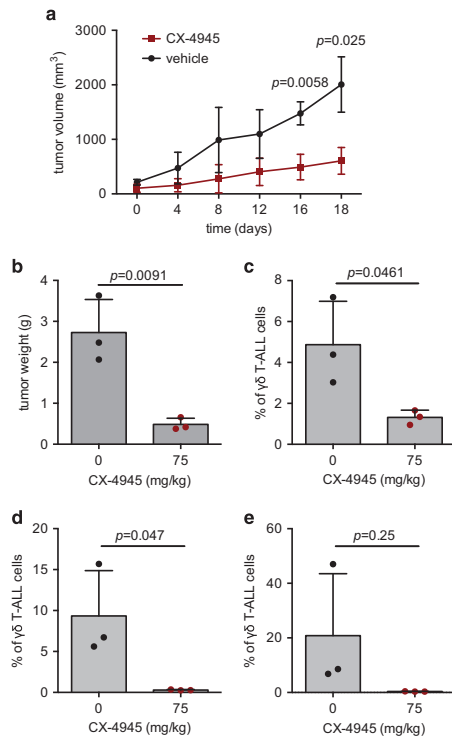 a
CX-4945
vehicle
p=0.025
p=0.0058
tumor volume (mm³)
3000
2000
1000
0
0 4 8 12 16 18
time (days)
b
p=0.0091
tumor weight (g)
4
3
2
1
0
0 75
CX-4945 (mg/kg)
c
p=0.0461
% of γδ T-ALL cells
8
6
4
2
0
0 75
CX-4945 (mg/kg)
d
p=0.047
% of γδ T-ALL cells
20
15
10
5
0
0 75
CX-4945 (mg/kg)
e
p=0.25
% of γδ T-ALL cells
60
40
20
0
0 75
CX-4945 (mg/kg)